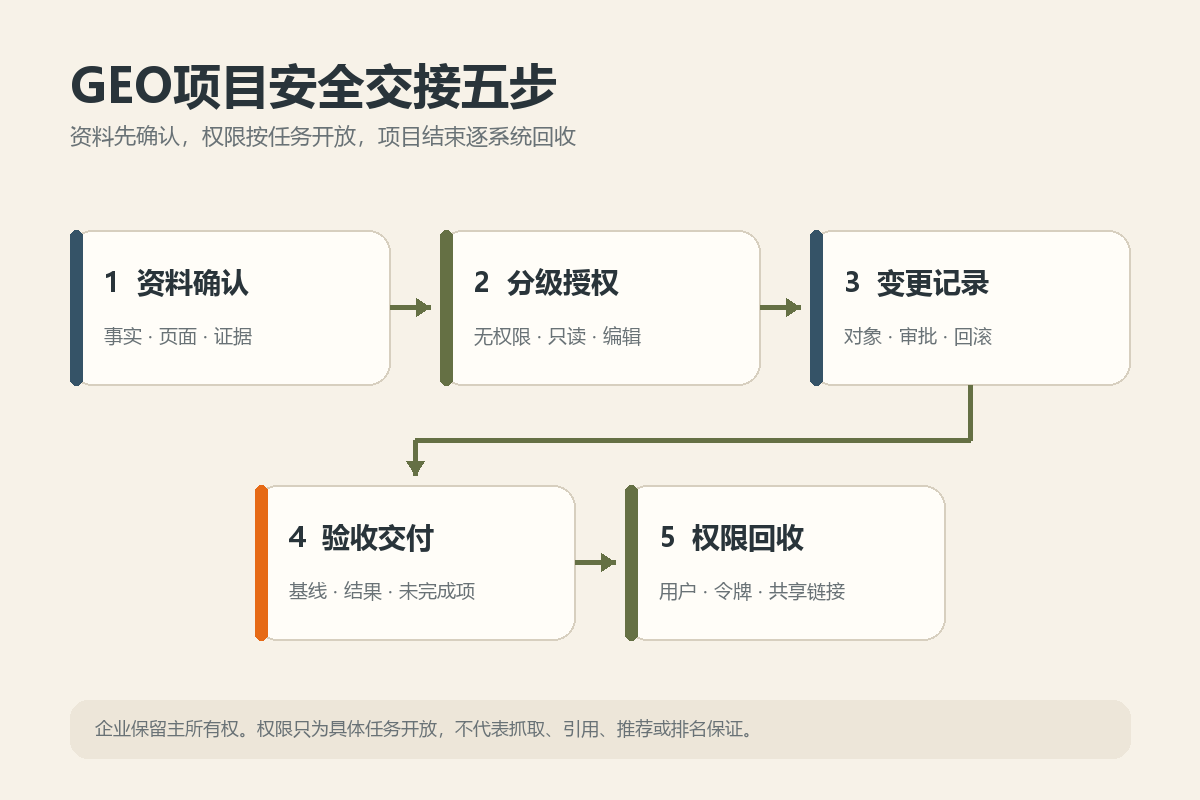 GEO项目安全交接五步
资料先确认，权限按任务开放，项目结束逐系统回收
1 资料确认
事实 · 页面 · 证据
2 分级授权
无权限 · 只读 · 编辑
3 变更记录
对象 · 审批 · 回滚
4 验收交付
基线 · 结果 · 未完成项
5 权限回收
用户 · 令牌 · 共享链接
企业保留主所有权。权限只为具体任务开放，不代表抓取、引用、推荐或排名保证。